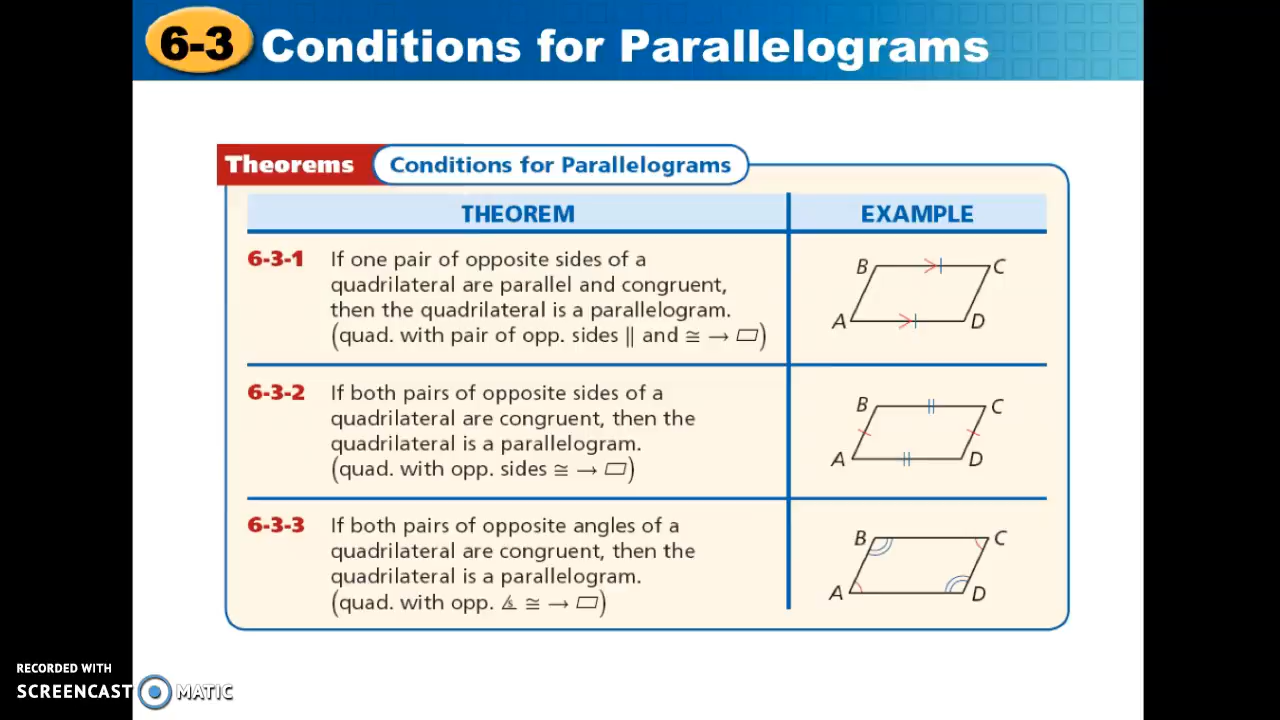 6-3 Conditions for Parallelograms
Theorems Conditions for Parallelograms
THEOREM EXAMPLE
6-3-1 If one pair of opposite sides of a
quadrilateral are parallel and congruent,
then the quadrilateral is a parallelogram.
(quad. with pair of opp. sides ∥ and ≅ → ▱)
B C
A D
6-3-2 If both pairs of opposite sides of a
quadrilateral are congruent, then the
quadrilateral is a parallelogram.
(quad. with opp. sides ≅ → ▱)
B C
A D
6-3-3 If both pairs of opposite angles of a
quadrilateral are congruent, then the
quadrilateral is a parallelogram.
(quad. with opp. ∠s ≅ → ▱)
B C
A D
RECORDED WITH
SCREENCAST MATIC